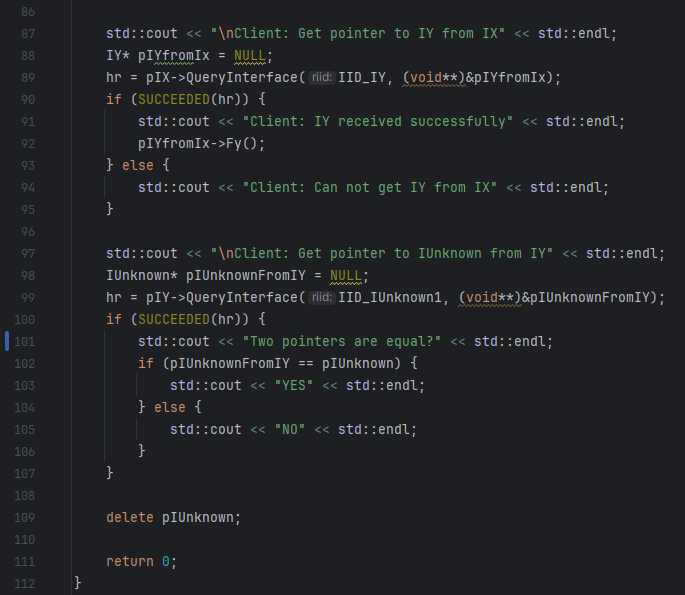 86
87 std::cout << "\nClient: Get pointer to IY from IX" << std::endl;
88 IY* pIYfromIx = NULL;
89 hr = pIX->QueryInterface( riid: IID_IY, (void**)&pIYfromIx);
90 if (SUCCEEDED(hr)) {
91 std::cout << "Client: IY received successfully" << std::endl;
92 pIYfromIx->Fy();
93 } else {
94 std::cout << "Client: Can not get IY from IX" << std::endl;
95 }
96
97 std::cout << "\nClient: Get pointer to IUnknown from IY" << std::endl;
98 IUnknown* pIUnknownFromIY = NULL;
99 hr = pIY->QueryInterface( riid: IID_IUnknown1, (void**)&pIUnknownFromIY);
100 if (SUCCEEDED(hr)) {
101 std::cout << "Two pointers are equal?" << std::endl;
102 if (pIUnknownFromIY == pIUnknown) {
103 std::cout << "YES" << std::endl;
104 } else {
105 std::cout << "NO" << std::endl;
106 }
107 }
108
109 delete pIUnknown;
110
111 return 0;
112 }